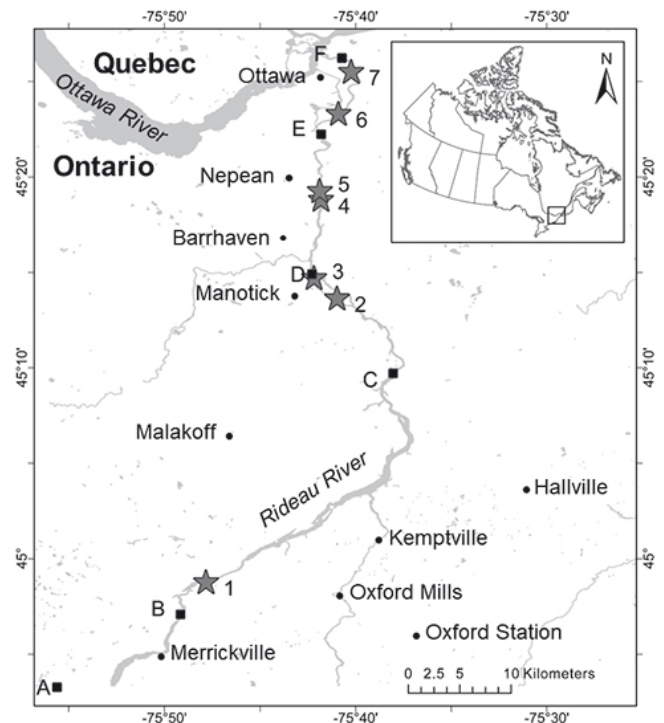 -75°50' -75°40' -75°30'
Quebec
F
Ottawa
7
N
Ottawa River
6
E
Ontario
45°20' 45°20'
Nepean
5
4
Barrhaven
D
3
Manotick
2
45°10' 45°10'
C
Malakoff
Rideau River
Hallville
45° 45°
Kemptville
1
Oxford Mills
B
Oxford Station
Merrickville
A
0 2.5 5 10 Kilometers
-75°50' -75°40' -75°30'